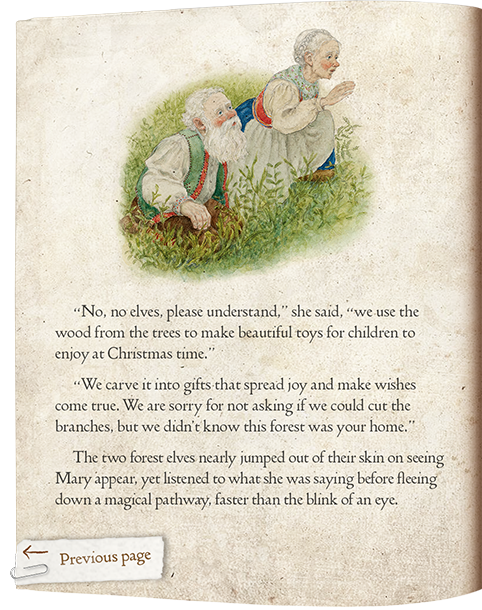 “No, no elves, please understand,” she said, “we use the
wood from the trees to make beautiful toys for children to
enjoy at Christmas time.”
“We carve it into gifts that spread joy and make wishes
come true. We are sorry for not asking if we could cut the
branches, but we didn’t know this forest was your home.”
The two forest elves nearly jumped out of their skin on seeing
Mary appear, yet listened to what she was saying before fleeing
down a magical pathway, faster than the blink of an eye.
Previous page